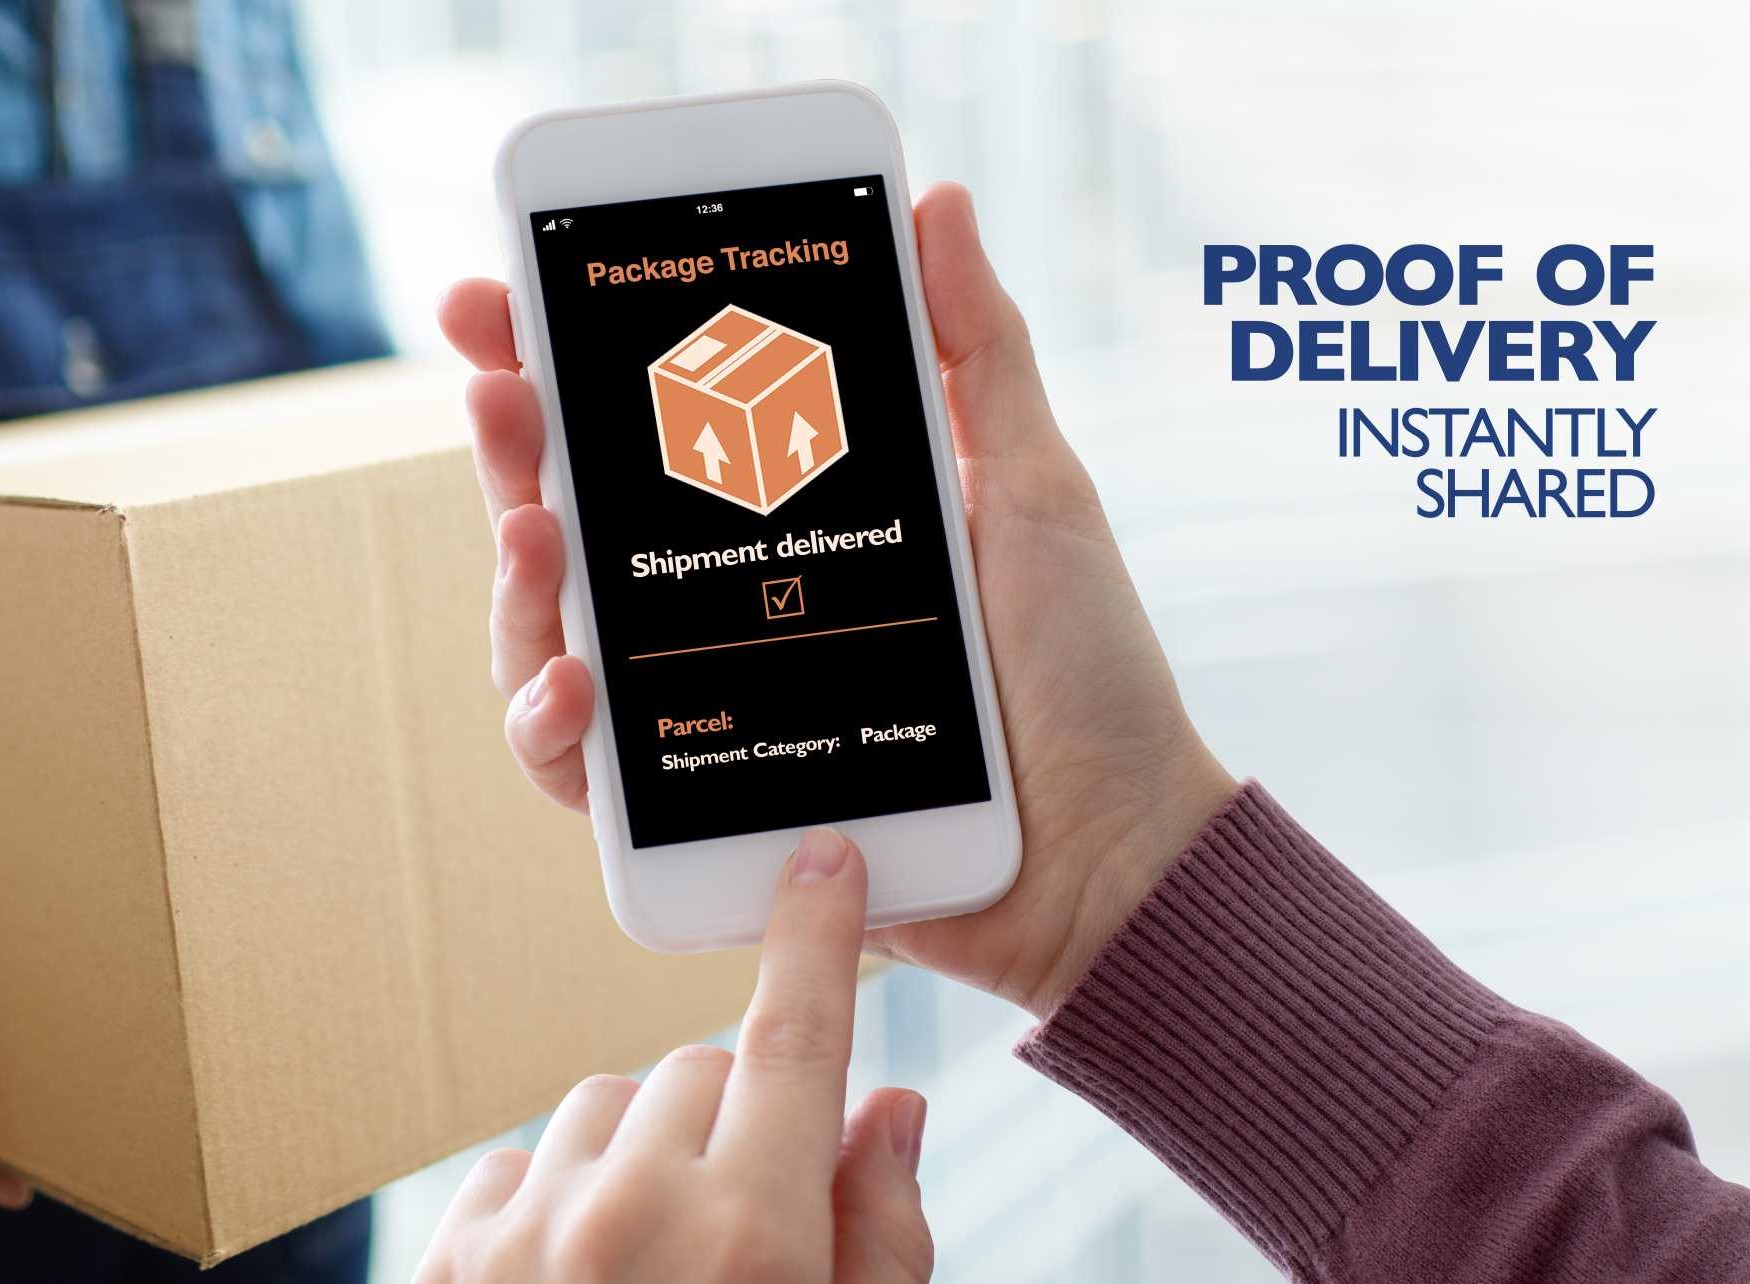 12:36
Package Tracking
Shipment delivered
Parcel:
Shipment Category: Package
PROOF OF
DELIVERY
INSTANTLY
SHARED